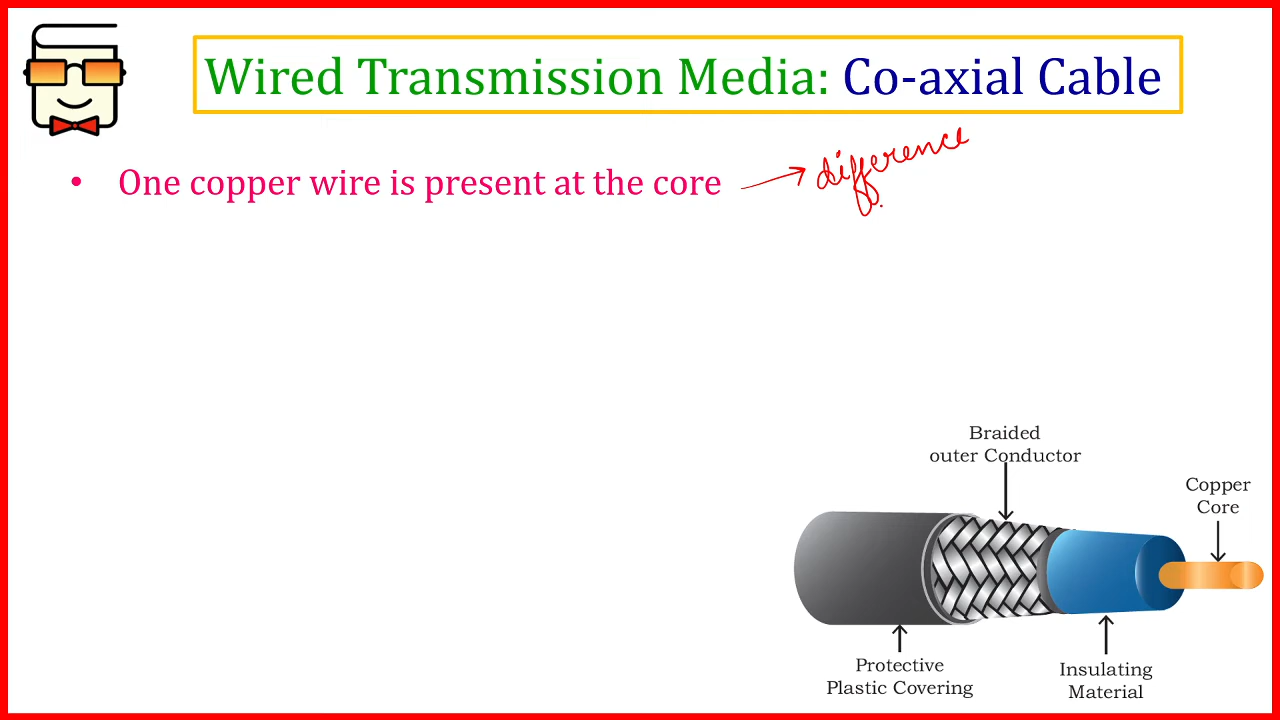 Wired Transmission Media: Co-axial Cable
• One copper wire is present at the core → difference
Braided
outer Conductor
Copper
Core
Protective
Plastic Covering
Insulating
Material